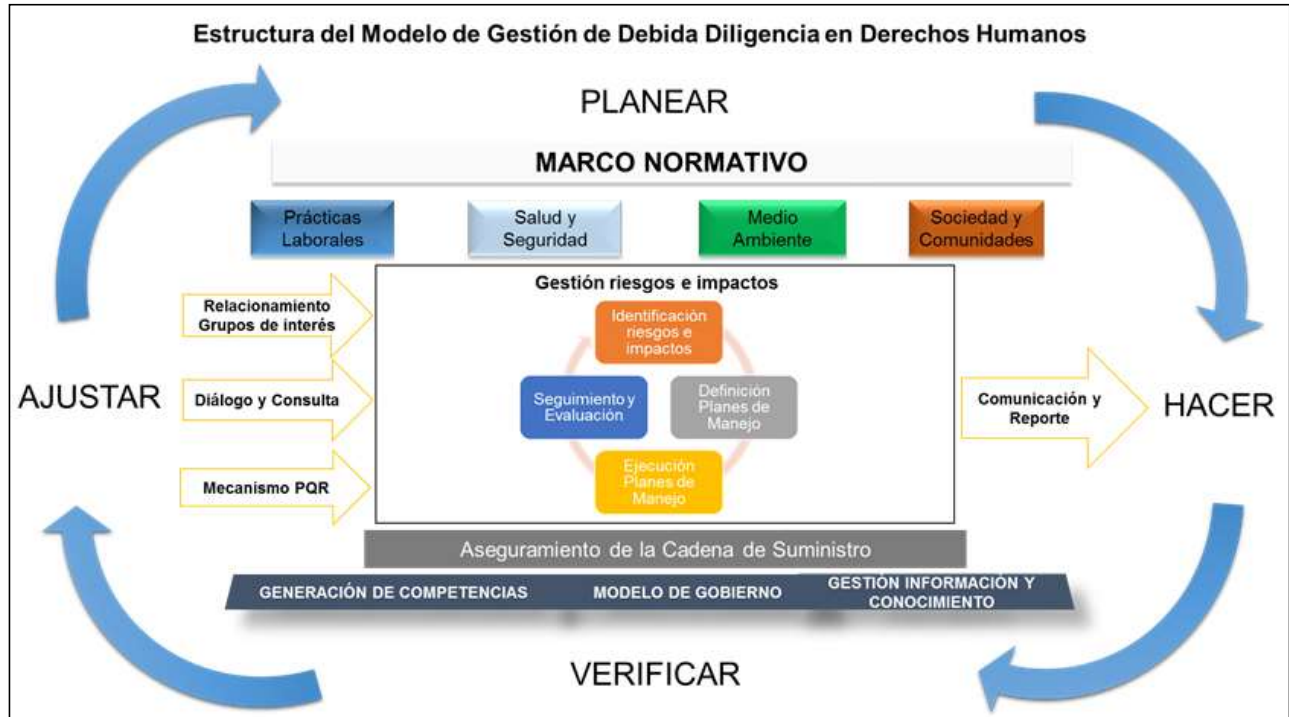 Estructura del Modelo de Gestión de Debida Diligencia en Derechos Humanos
PLANEAR
MARCO NORMATIVO
Prácticas
Laborales
Salud y
Seguridad
Medio
Ambiente
Sociedad y
Comunidades
Relacionamiento
Grupos de interés
Diálogo y Consulta
Mecanismo PQR
AJUSTAR
Gestión riesgos e impactos
Identificación
riesgos e
impactos
Seguimiento y
Evaluación
Definición
Planes de
Manejo
Ejecución
Planes de
Manejo
Comunicación y
Reporte
HACER
Aseguramiento de la Cadena de Suministro
GENERACIÓN DE COMPETENCIAS
MODELO DE GOBIERNO
GESTIÓN INFORMACIÓN Y
CONOCIMIENTO
VERIFICAR